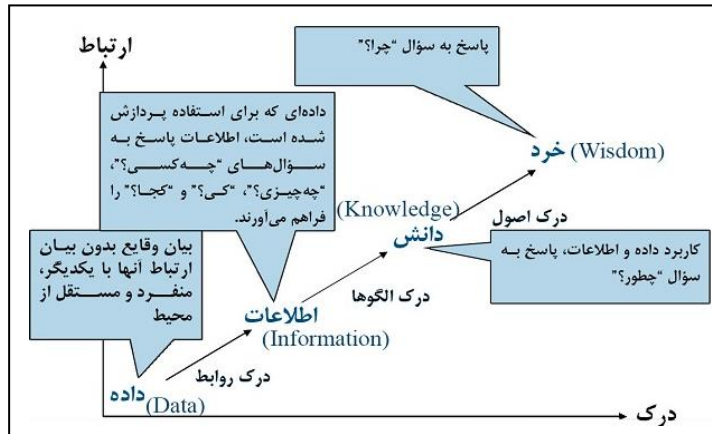 ارتباط
پاسخ به سؤال “چرا؟”
داده‌ای که برای استفاده پردازش
شده است، اطلاعات پاسخ به
سؤال‌های “چه‌کسی؟”،
“چه‌چیزی؟”، “کی؟” و “کجا؟” را
فراهم می‌آورند.
خرد (Wisdom)
(Knowledge)
دانش
درک اصول
کاربرد داده و اطلاعات، پاسخ به
سؤال “چطور؟”
بیان وقایع بدون بیان
ارتباط آنها با یکدیگر،
منفرد و مستقل از
محیط
درک الگوها
اطلاعات
(Information)
درک روابط
داده (Data)
درک